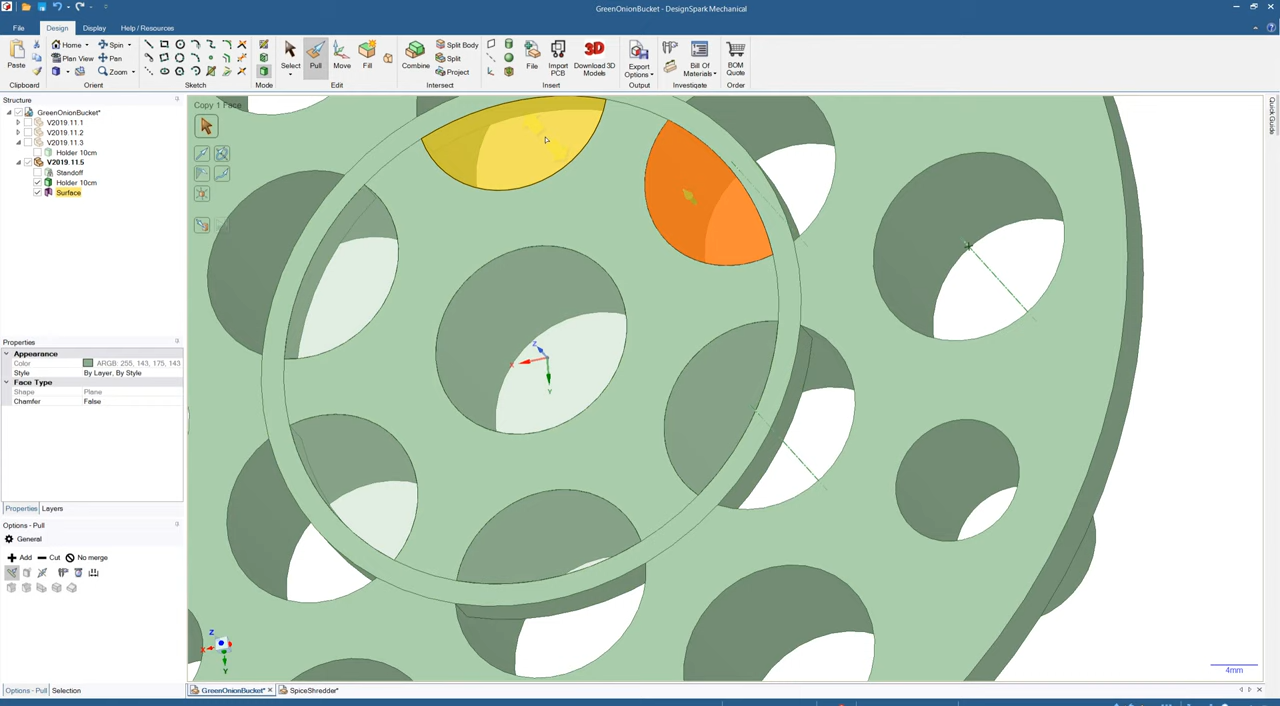 GreenOnionBucket - DesignSpark Mechanical
File Design Display Help / Resources
Paste
Home Spin
Plan View Pan
Zoom
Select Pull Move Fill
Combine
Split Body
Split
Project
File Import PCB Download 3D Models
Export Options
Bill Of Materials
BOM Quote
Clipboard Orient Sketch Mode Edit Intersect Insert Output Investigate Order
Structure
GreenOnionBucket*
V2019.11.1
V2019.11.2
V2019.11.3
Holder 10cm
V2019.11.5
Standoff
Holder 10cm
Surface
Copy 1 Face
Quick Guide
Properties
Appearance
Color ARGB: 255, 143, 175, 143
Style By Layer, By Style
Face Type
Shape Plane
Chamfer False
Properties Layers
Options - Pull
General
Add Cut No merge
X
Y
Z
Z
X
Y
4mm
Options - Pull Selection
GreenOnionBucket* SpiceShredder*